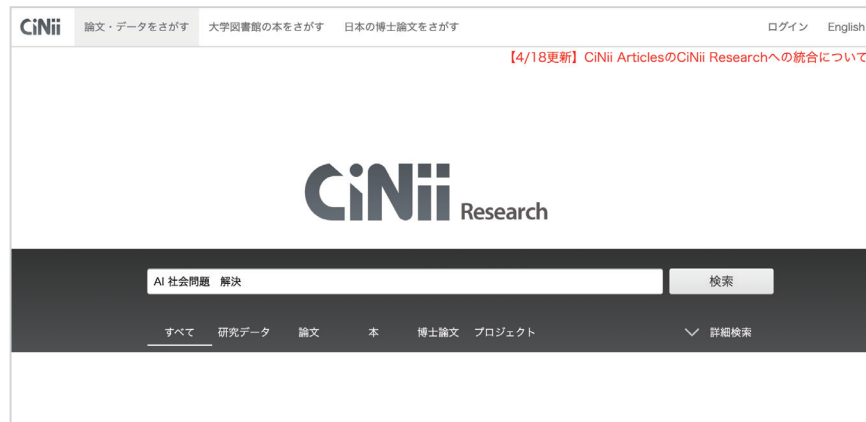 CiNii 論文・データをさがす 大学図書館の本をさがす 日本の博士論文をさがす ログイン English
【4/18更新】CiNii ArticlesのCiNii Researchへの統合について
CiNii Research
AI 社会問題　解決 検索
すべて 研究データ 論文 本 博士論文 プロジェクト 詳細検索